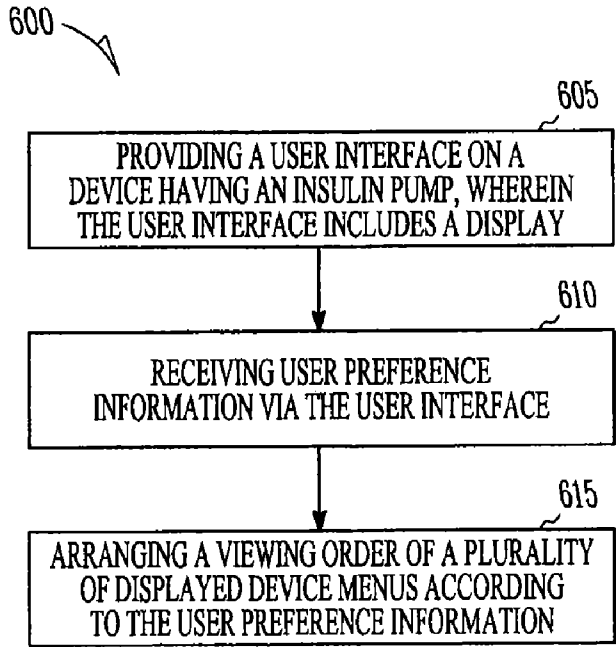 600
605
PROVIDING A USER INTERFACE ON A
DEVICE HAVING AN INSULIN PUMP, WHEREIN
THE USER INTERFACE INCLUDES A DISPLAY
610
RECEIVING USER PREFERENCE
INFORMATION VIA THE USER INTERFACE
615
ARRANGING A VIEWING ORDER OF A PLURALITY
OF DISPLAYED DEVICE MENUS ACCORDING
TO THE USER PREFERENCE INFORMATION